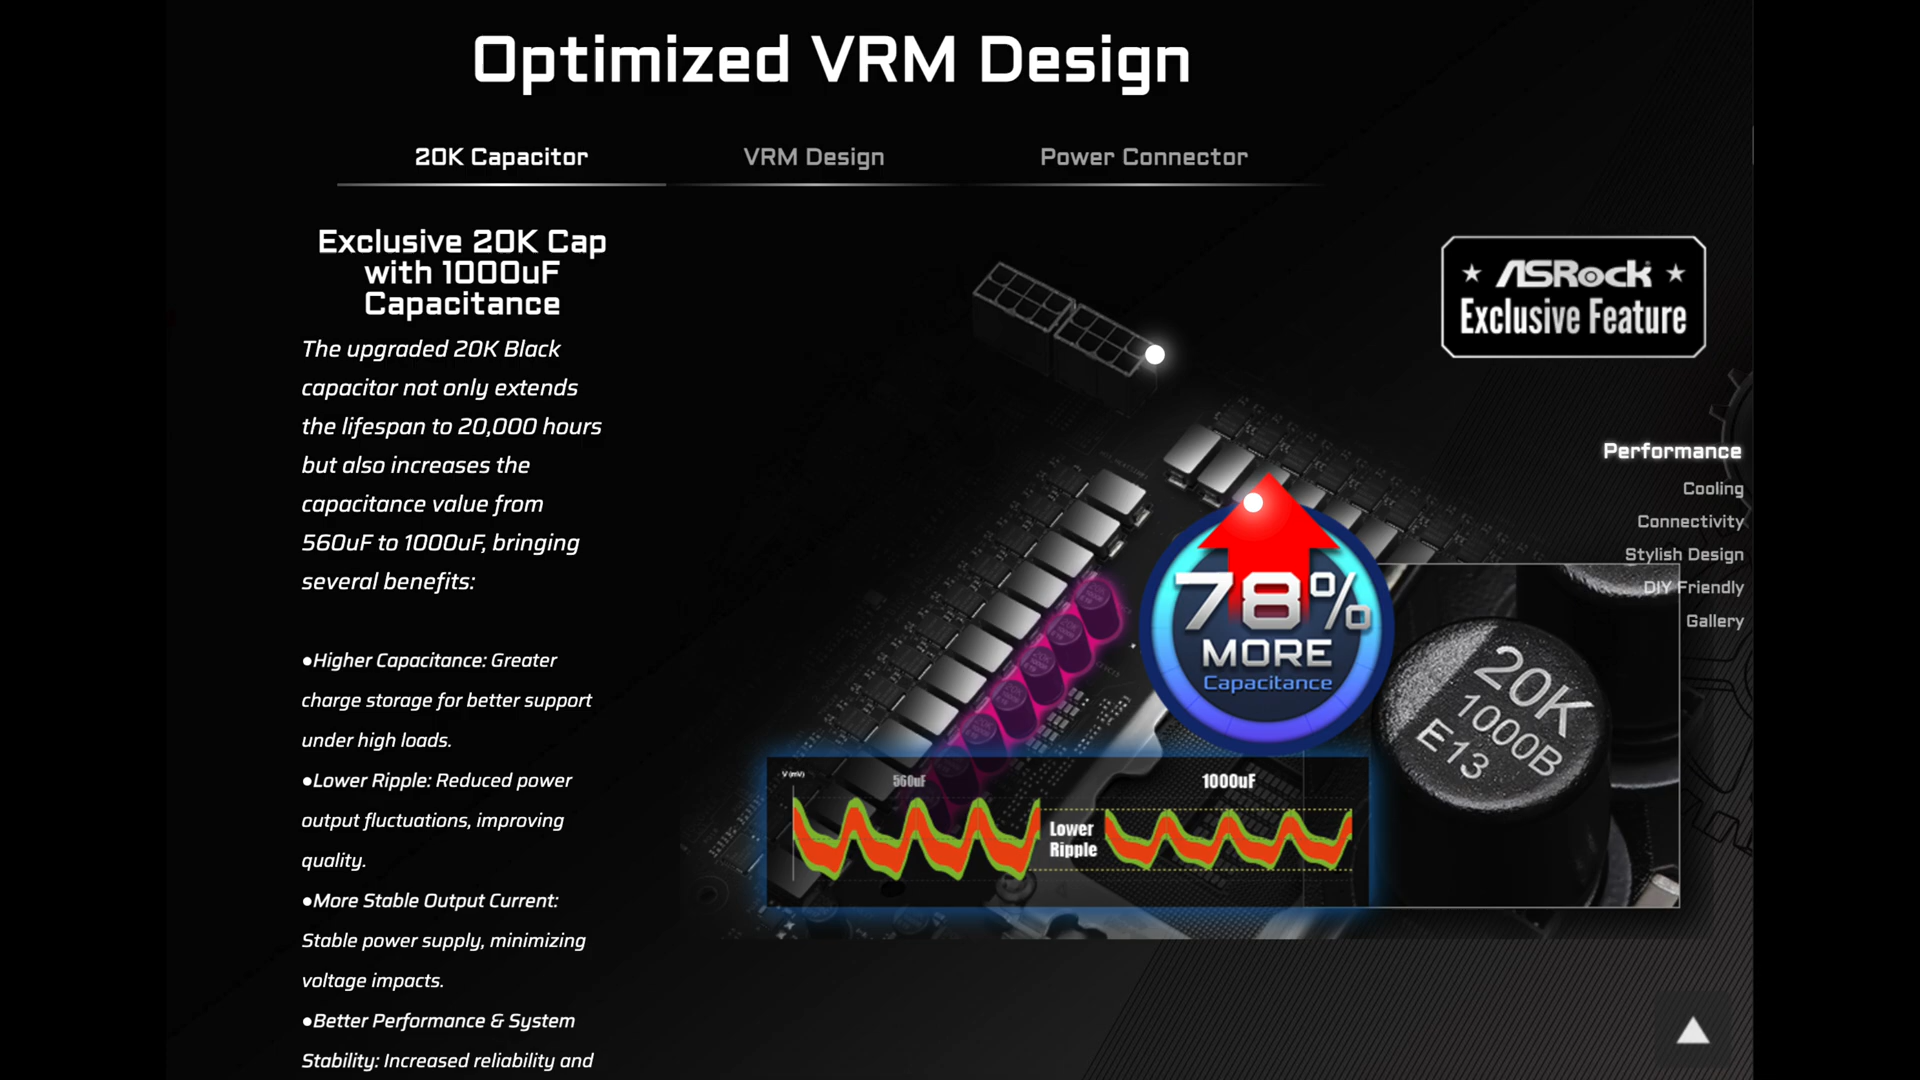 Optimized VRM Design
20K Capacitor
VRM Design
Power Connector
Exclusive 20K Cap
with 1000uF
Capacitance
The upgraded 20K Black
capacitor not only extends
the lifespan to 20,000 hours
but also increases the
capacitance value from
560uF to 1000uF, bringing
several benefits:
●Higher Capacitance: Greater
charge storage for better support
under high loads.
●Lower Ripple: Reduced power
output fluctuations, improving
quality.
●More Stable Output Current:
Stable power supply, minimizing
voltage impacts.
●Better Performance & System
Stability: Increased reliability and
ASRock
Exclusive Feature
78%
MORE
Capacitance
V (mV)
560uF
Lower
Ripple
1000uF
20K
1000B
E13
Performance
Cooling
Connectivity
Stylish Design
DIY Friendly
Gallery